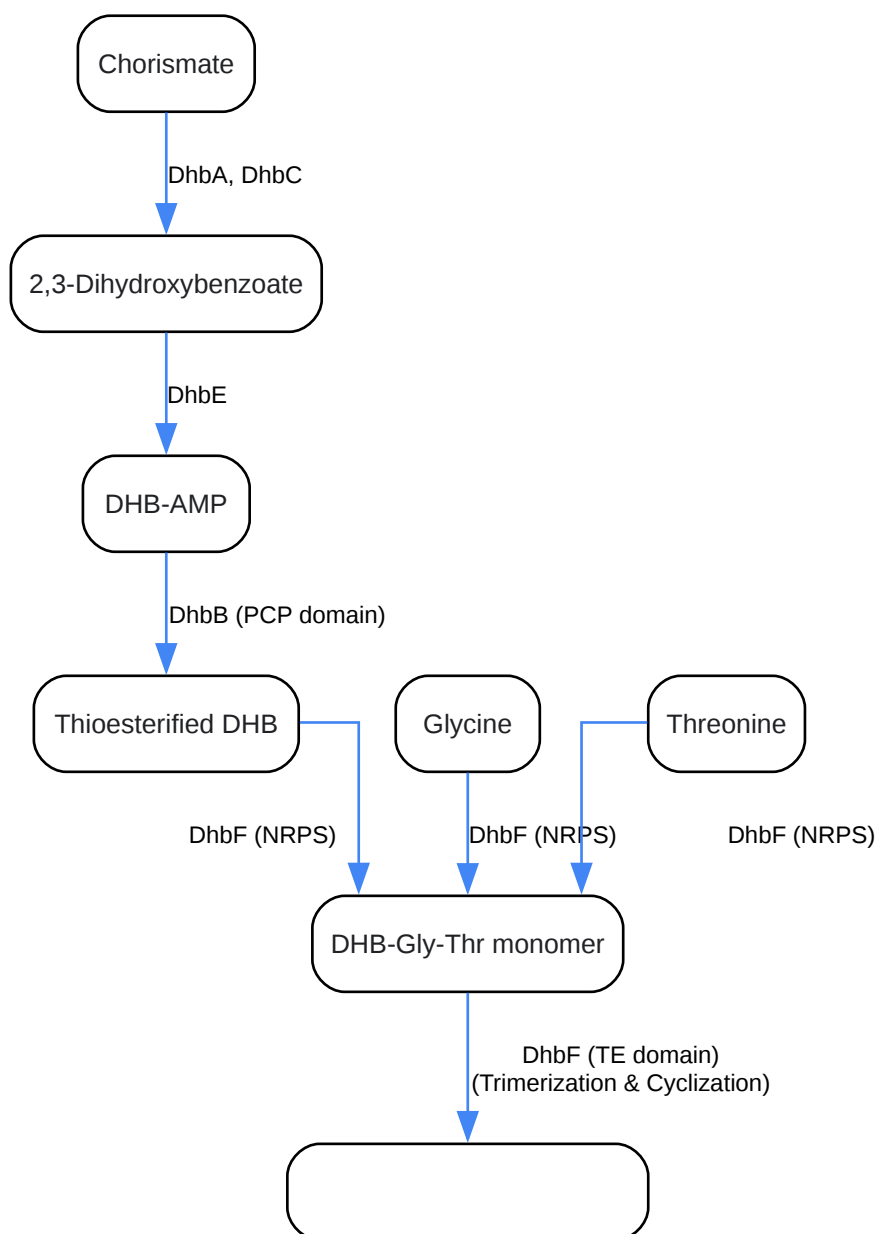 Chorismate
DhbA, DhbC
2,3-Dihydroxybenzoate
DhbE
DHB-AMP
DhbB (PCP domain)
Thioesterified DHB
Glycine
Threonine
DhbF (NRPS)
DhbF (NRPS)
DhbF (NRPS)
DHB-Gly-Thr monomer
DhbF (TE domain)
(Trimerization & Cyclization)